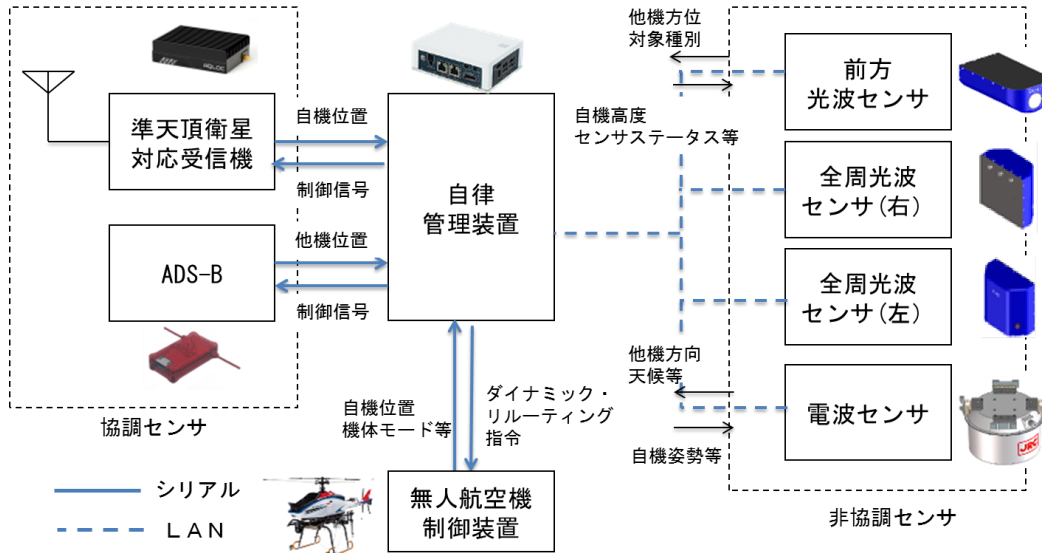 準天頂衛星
対応受信機
自機位置
制御信号
ADS-B
他機位置
制御信号
協調センサ
自律
管理装置
自機位置
機体モード等
ダイナミック・
リルーティング
指令
無人航空機
制御装置
シリアル
LAN
他機方位
対象種別
自機高度
センサステータス等
前方
光波センサ
全周光波
センサ(右)
全周光波
センサ(左)
他機方向
天候等
自機姿勢等
電波センサ
JRC
非協調センサ